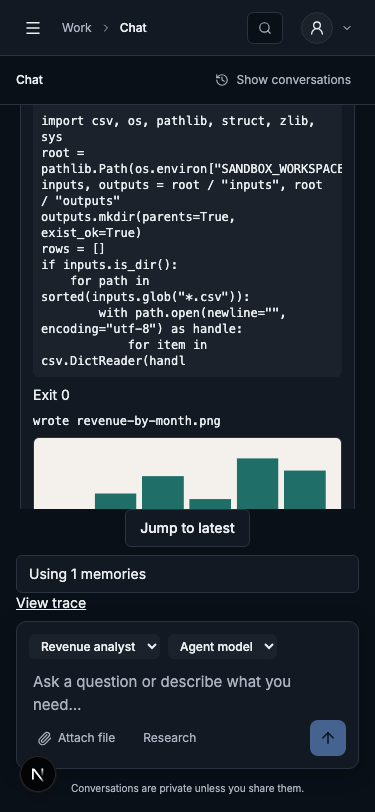 Work > Chat
Chat
Show conversations
import csv, os, pathlib, struct, zlib,
sys
root =
pathlib.Path(os.environ["SANDBOX_WORKSPACE
inputs, outputs = root / "inputs", root
/ "outputs"
outputs.mkdir(parents=True,
exist_ok=True)
rows = []
if inputs.is_dir():
    for path in
sorted(inputs.glob("*.csv")):
        with path.open(newline="",
encoding="utf-8") as handle:
            for item in
csv.DictReader(handl
Exit 0
wrote revenue-by-month.png
Jump to latest
Using 1 memories
View trace
Revenue analyst
Agent model
Ask a question or describe what you
need...
Attach file
Research
N
Conversations are private unless you share them.